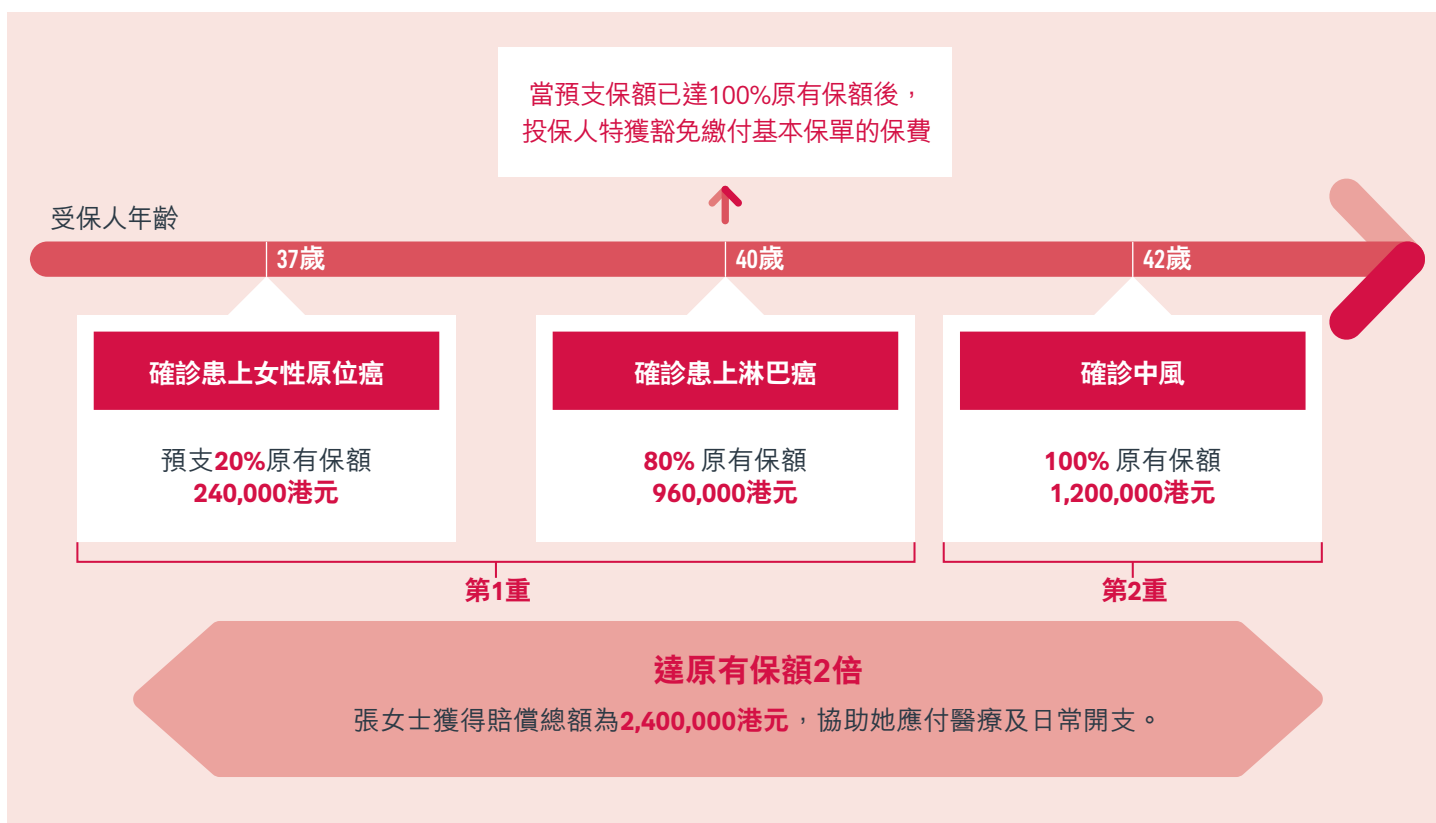 當預支保額已達100%原有保額後，
投保人特獲豁免繳付基本保單的保費
受保人年齡
37歲
40歲
42歲
確診患上女性原位癌
預支20%原有保額
240,000港元
確診患上淋巴癌
80% 原有保額
960,000港元
確診中風
100% 原有保額
1,200,000港元
第1重
第2重
達原有保額2倍
張女士獲得賠償總額為2,400,000港元，協助她應付醫療及日常開支。